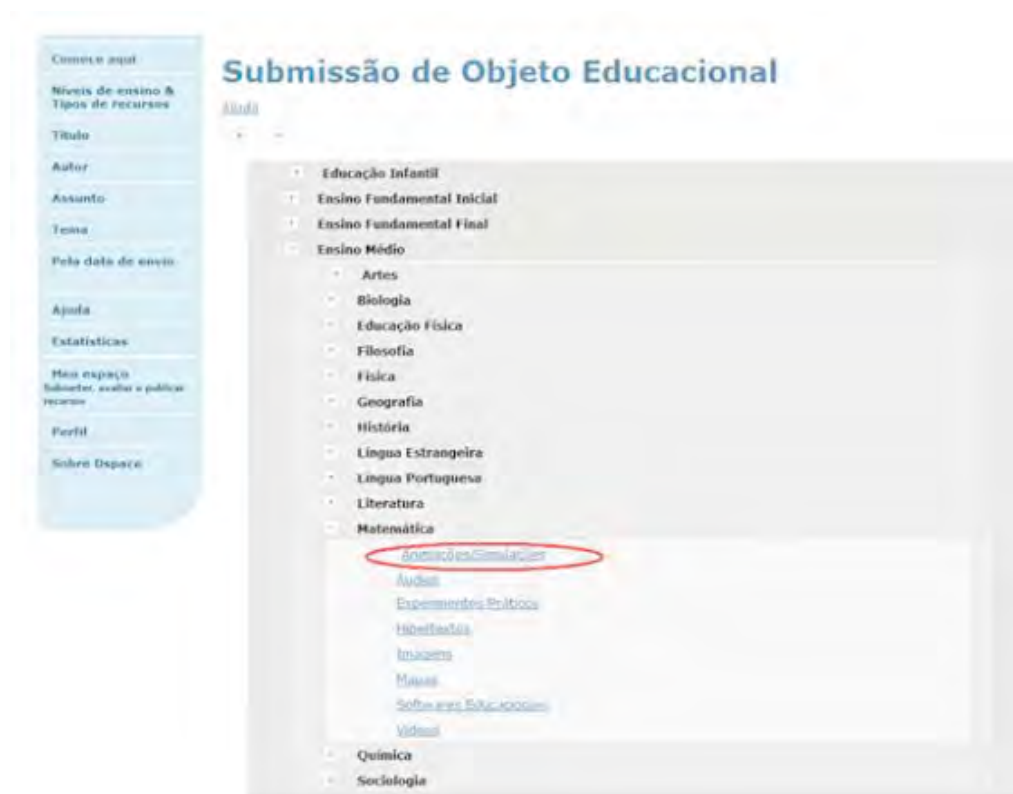 Comece aqui
Níveis de ensino &
Tipos de recursos
Título
Autor
Assunto
Tema
Pela data de envio
Ajuda
Estatísticas
Meu espaço
Submeter, avaliar e publicar
recursos
Perfil
Sobre Dspace
Submissão de Objeto Educacional
Ajuda
Educação Infantil
Ensino Fundamental Inicial
Ensino Fundamental Final
Ensino Médio
Artes
Biologia
Educação Física
Filosofia
Física
Geografia
História
Língua Estrangeira
Língua Portuguesa
Literatura
Matemática
Animações/Simulações
Áudios
Experimentos Práticos
Hipertextos
Imagens
Mapas
Softwares Educacionais
Vídeos
Química
Sociologia